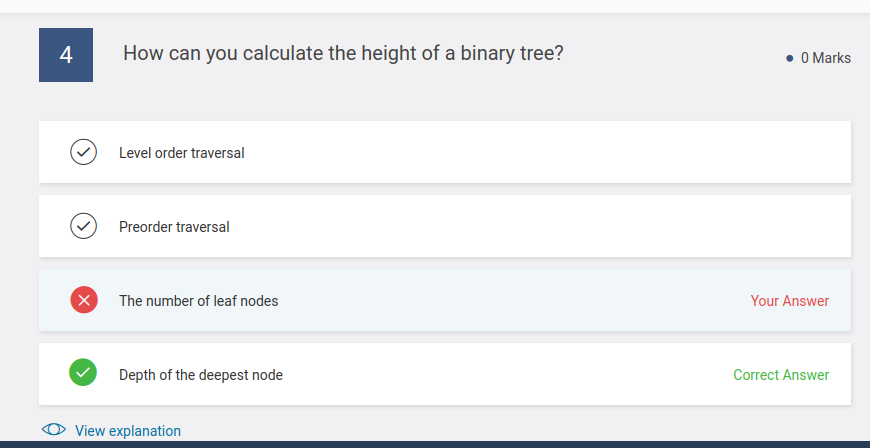 4
How can you calculate the height of a binary tree?
0 Marks
Level order traversal
Preorder traversal
The number of leaf nodes
Your Answer
Depth of the deepest node
Correct Answer
View explanation